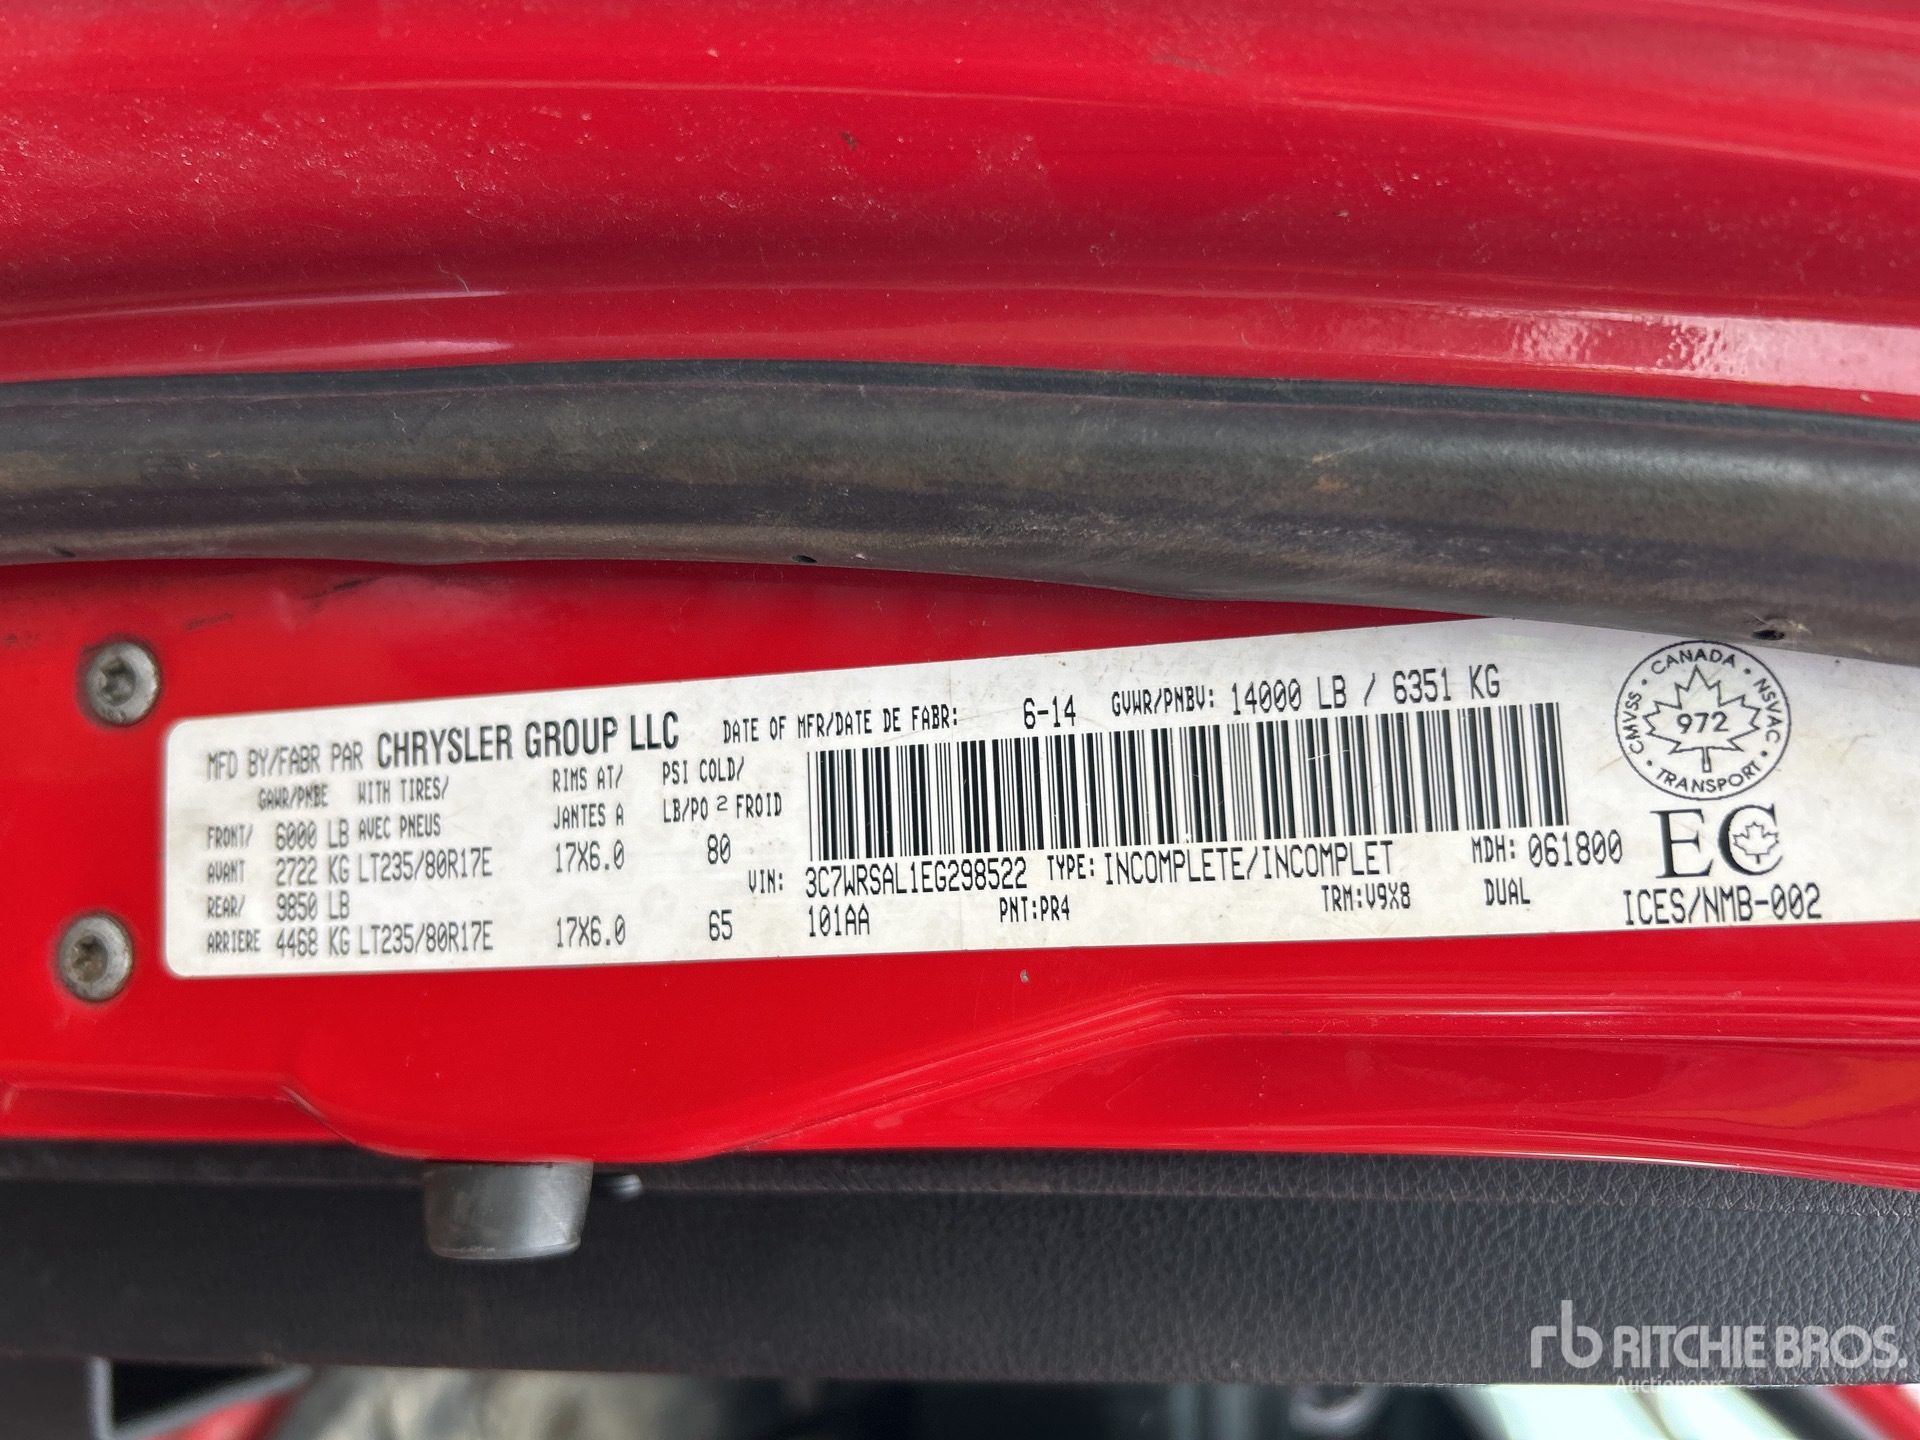 MFD BY/FABR PAR CHRYSLER GROUP LLC DATE OF MFR/DATE DE FABR: 6-14 GVWR/PNBV: 14000 LB / 6351 KG
GAWR/PNBE WITH TIRES/ RIMS AT/ PSI COLD/
AVEC PNEUS JANTES A LB/PO 2 FROID
FRONT/ 6000 LB
AVANT 2722 KG LT235/80R17E 17X6.0 80
REAR/ 9850 LB
ARRIERE 4468 KG LT235/80R17E 17X6.0 65
VIN: 3C7WRSAL1EG298522 TYPE: INCOMPLETE/INCOMPLET MDH: 061800
101AA PNT:PR4 TRM:V9X8 DUAL
CANADA
CMVSS · NSVAC
972
TRANSPORT
EC
ICES/NMB-002
rb RITCHIE BROS.
Auctioneers